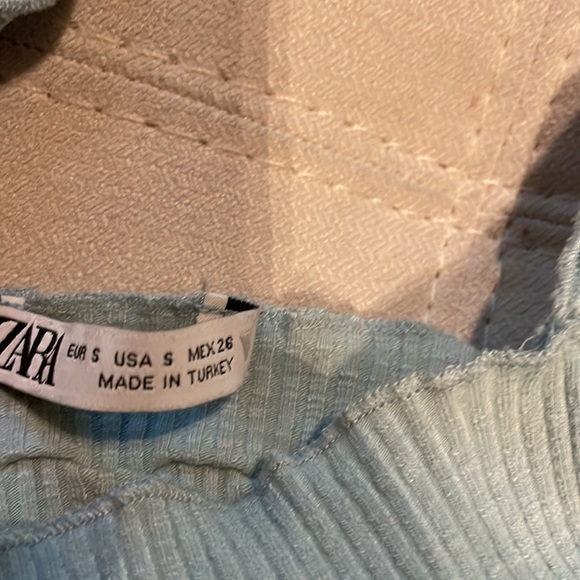 ZARA EUR S USA S MEX 26
MADE IN TURKEY